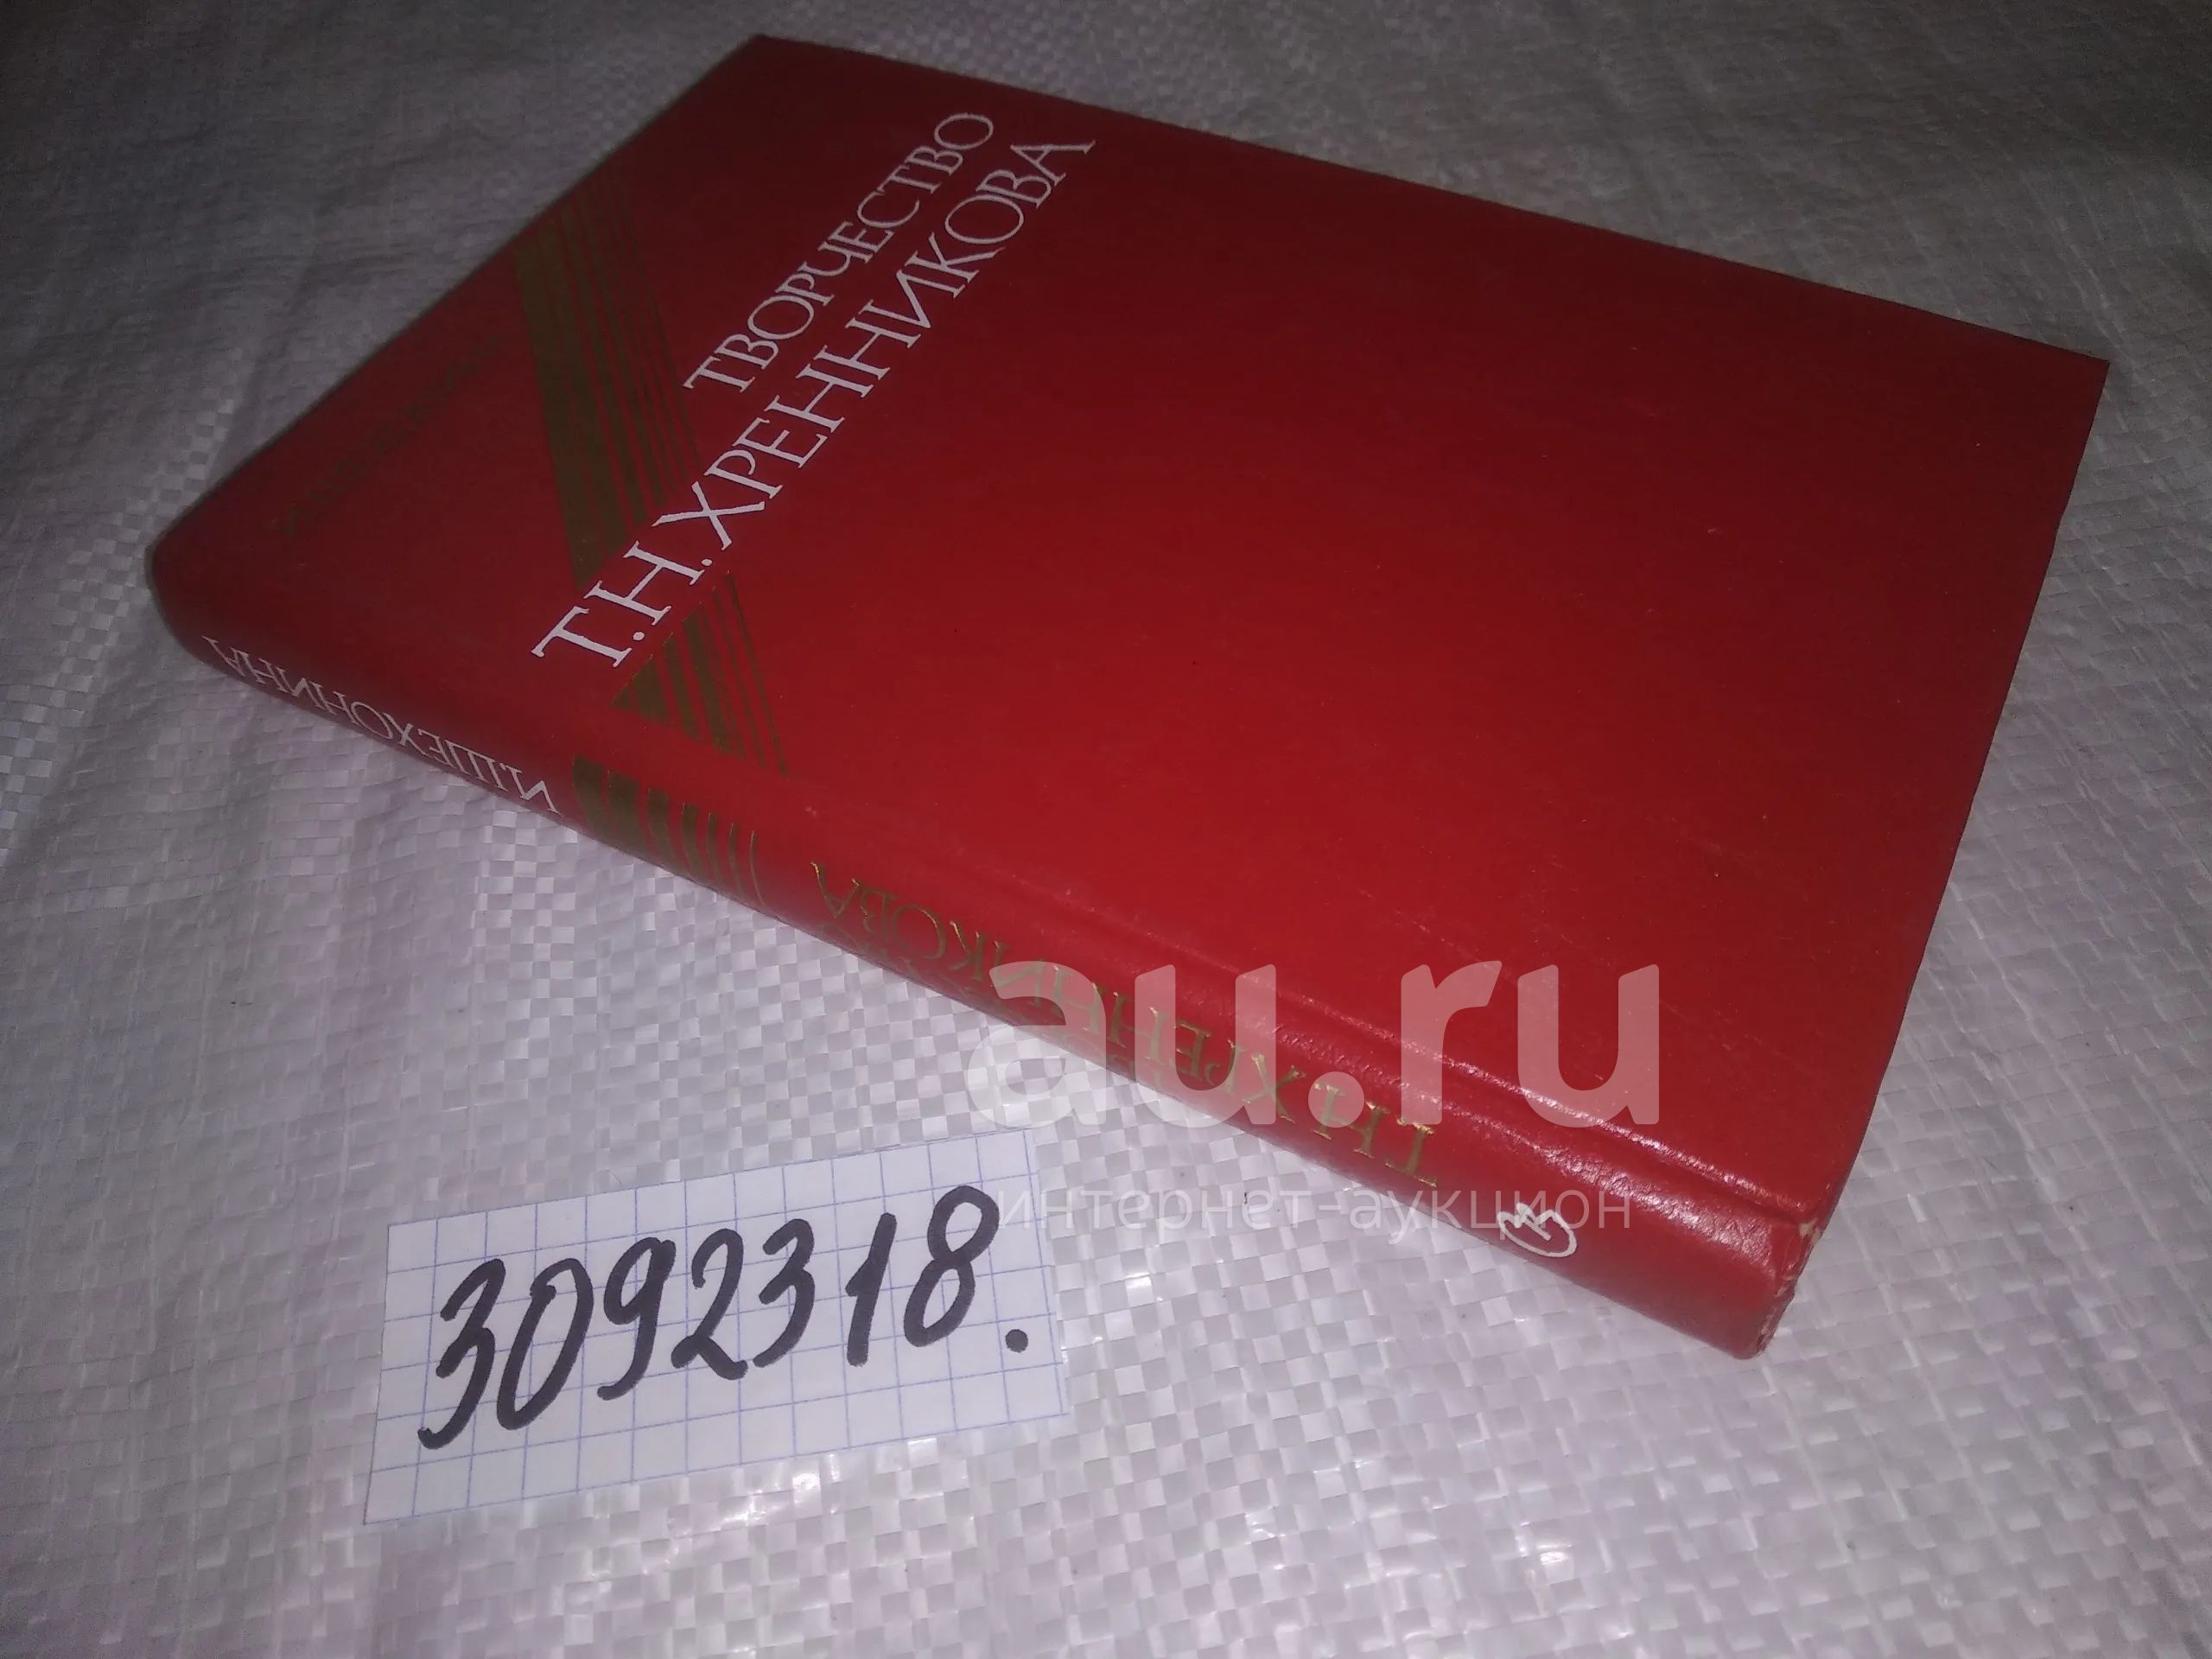 ТВОРЧЕСТВО
Т.Н.ХРЕННИКОВА
И.ШЕХОНИНА
Т.Н.ХРЕННИКОВА
au.ru
интернет-аукцион
3092318.